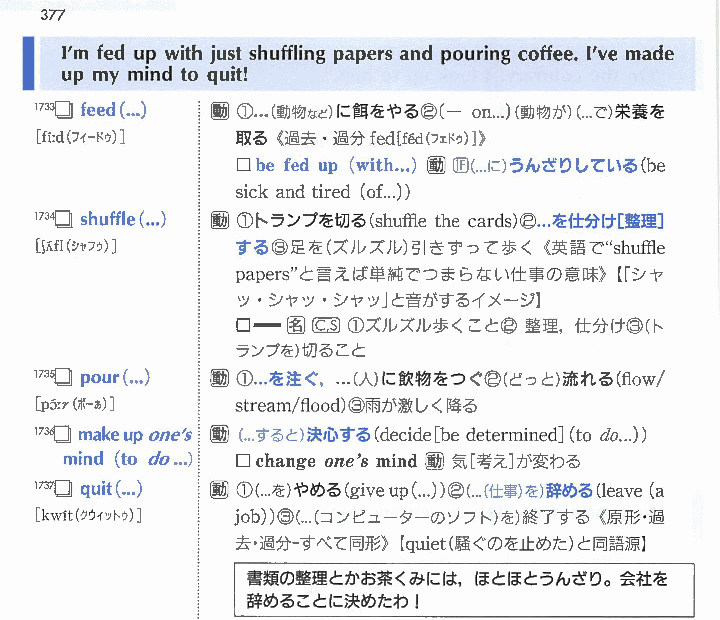 377
I'm fed up with just shuffling papers and pouring coffee. I've made
up my mind to quit!
1733□ feed (...) 動 ①…(動物など)に餌をやる②(— on...)(動物が)(…で)栄養を
[fíːd(フィードゥ)] 取る《過去・過分 fed[féd(フェドゥ)]》
□ be fed up (with...) 動 (…に)うんざりしている(be
sick and tired (of...))
1734□ shuffle (...) 動 ①トランプを切る(shuffle the cards)②…を仕分け[整理]
[ʃʌ́fl(シャフゥ)] する③足を(ズルズル)引きずって歩く《英語で“shuffle
papers”と言えば単純でつまらない仕事の意味》【「シャ
ッ・シャッ・シャッ」と音がするイメージ】
□— 名 C,S ①ズルズル歩くこと② 整理，仕分け③(ト
ランプを)切ること
1735□ pour (...) 動 ①…を注ぐ，…(人)に飲物をつぐ②(どっと)流れる(flow/
[pɔ́ːr(ポーぁ)] stream/flood)③雨が激しく降る
1736□ make up one's 動 (…すると)決心する(decide[be determined] (to do...))
mind (to do ...) □ change one's mind 動 気[考え]が変わる
1737□ quit (...) 動 ①(…を)やめる(give up (...))②(…(仕事)を)辞める(leave (a
[kwít(クウィットゥ)] job))③(…(コンピューターのソフト)を)終了する《原形・過
去・過分-すべて同形》【quiet(騒ぐのを止めた)と同語源】
書類の整理とかお茶くみには，ほとほとうんざり。会社を
辞めることに決めたわ！